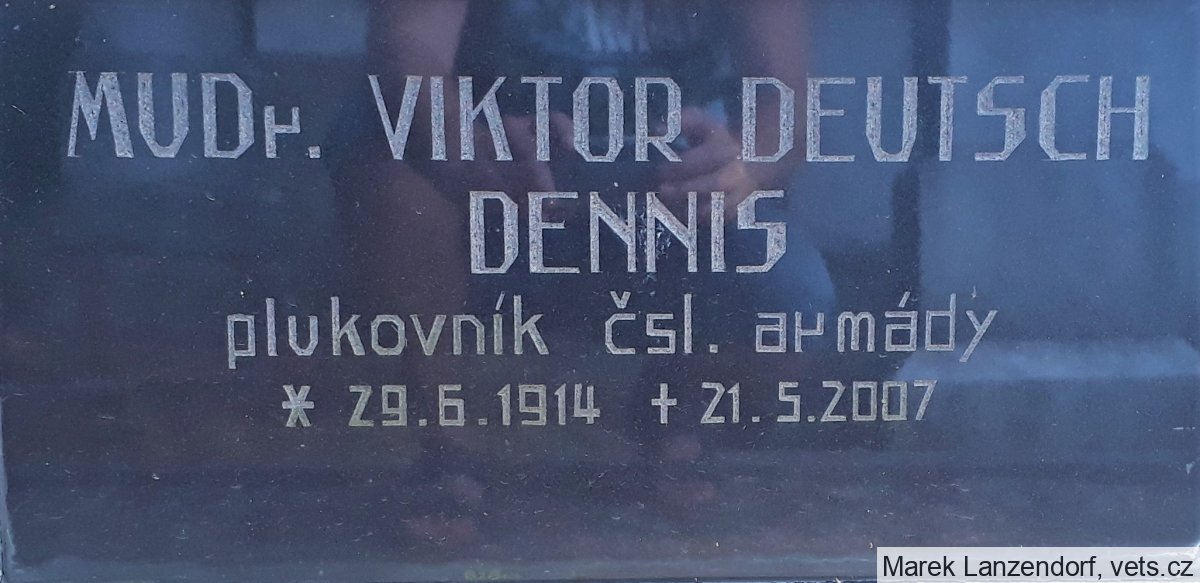 MUDr. VIKTOR DEUTSCH
DENNIS
plukovník čsl. armády
* 29.6.1914 + 21.5.2007
Marek Lanzendorf, vets.cz